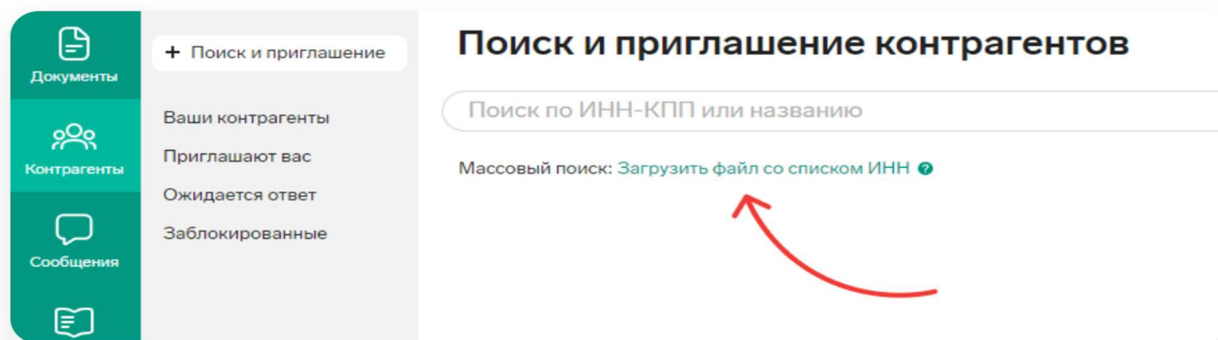 Документы
Контрагенты
Сообщения
+ Поиск и приглашение
Ваши контрагенты
Приглашают вас
Ожидается ответ
Заблокированные
Поиск и приглашение контрагентов
Поиск по ИНН-КПП или названию
Массовый поиск: Загрузить файл со списком ИНН ?